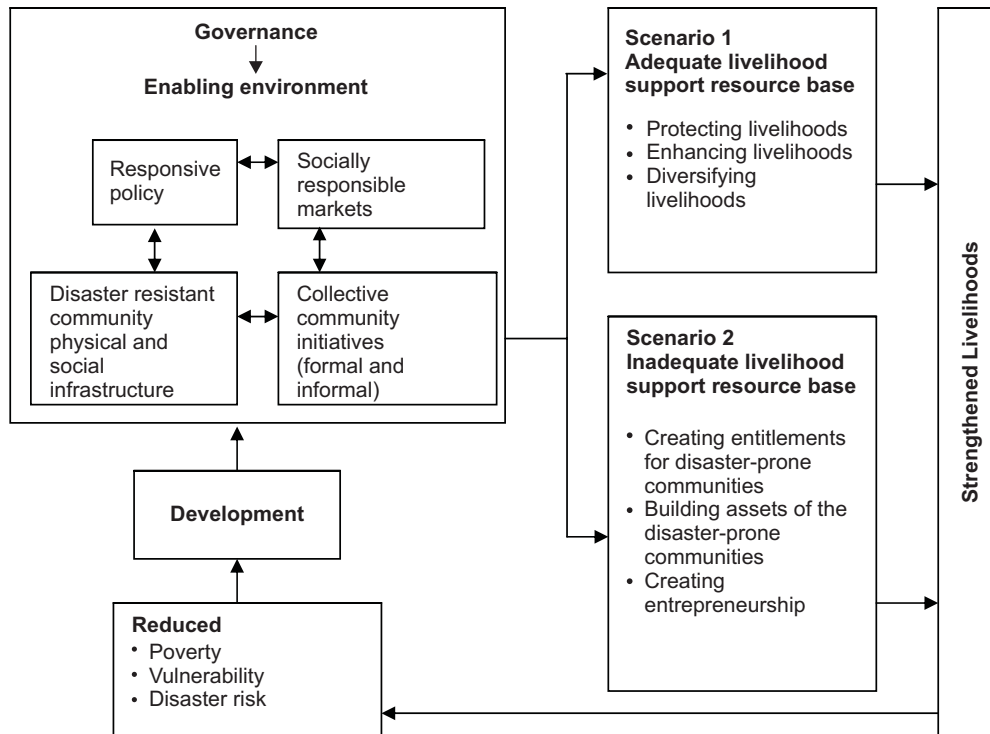 Governance
Enabling environment
Responsive
policy
Socially
responsible
markets
Disaster resistant
community
physical and
social
infrastructure
Collective
community
initiatives
(formal and
informal)
Development
Reduced
• Poverty
• Vulnerability
• Disaster risk
Scenario 1
Adequate livelihood
support resource base
• Protecting livelihoods
• Enhancing livelihoods
• Diversifying
livelihoods
Scenario 2
Inadequate livelihood
support resource base
• Creating entitlements
for disaster-prone
communities
• Building assets of the
disaster-prone
communities
• Creating
entrepreneurship
Strengthened Livelihoods